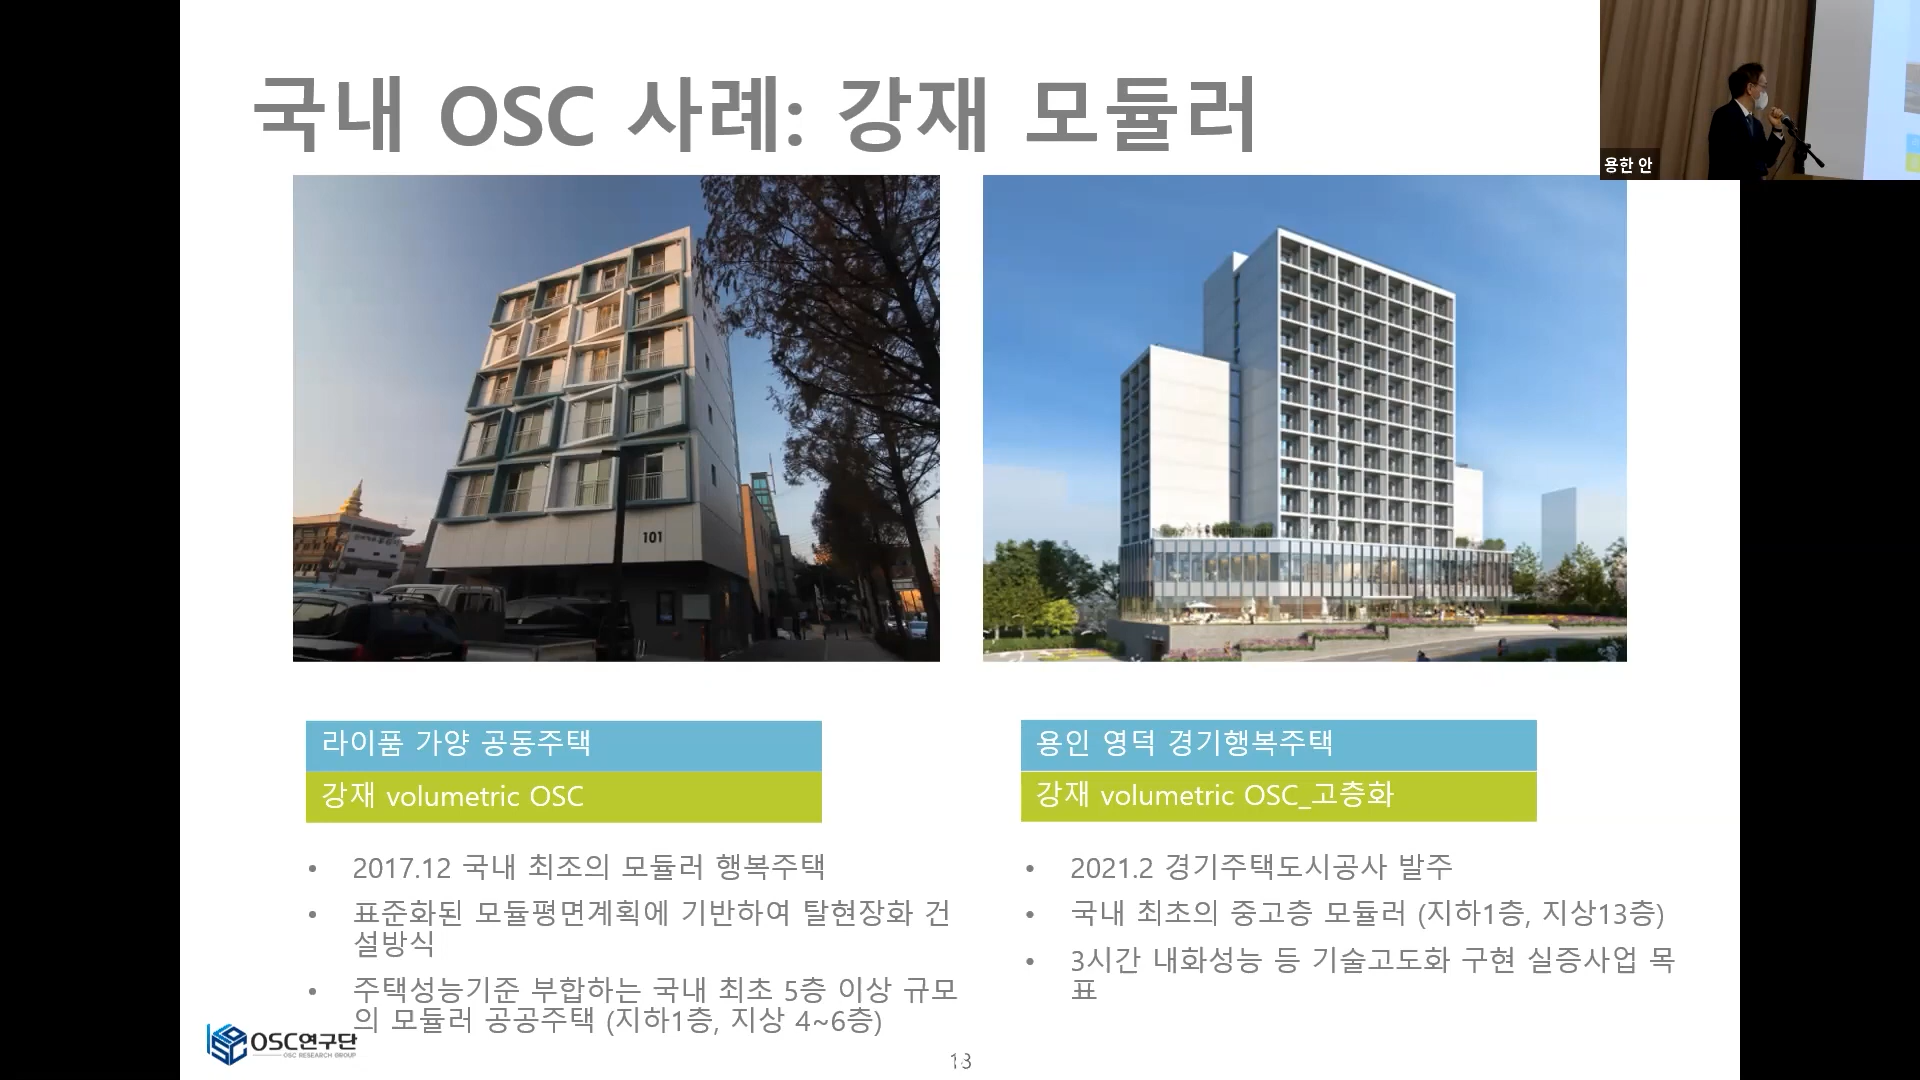 국내 OSC 사례: 강재 모듈러
용한 안
101
라이품 가양 공동주택
강재 volumetric OSC
• 2017.12 국내 최조의 모듈러 행복주택
• 표준화된 모듈평면계획에 기반하여 탈현장화 건
설방식
• 주택성능기준 부합하는 국내 최초 5층 이상 규모
의 모듈러 공공주택 (지하1층, 지상 4~6층)
용인 영덕 경기행복주택
강재 volumetric OSC_고층화
• 2021.2 경기주택도시공사 발주
• 국내 최초의 중고층 모듈러 (지하1층, 지상13층)
• 3시간 내화성능 등 기술고도화 구현 실증사업 목
표
OSC연구단
OSC RESEARCH GROUP
13